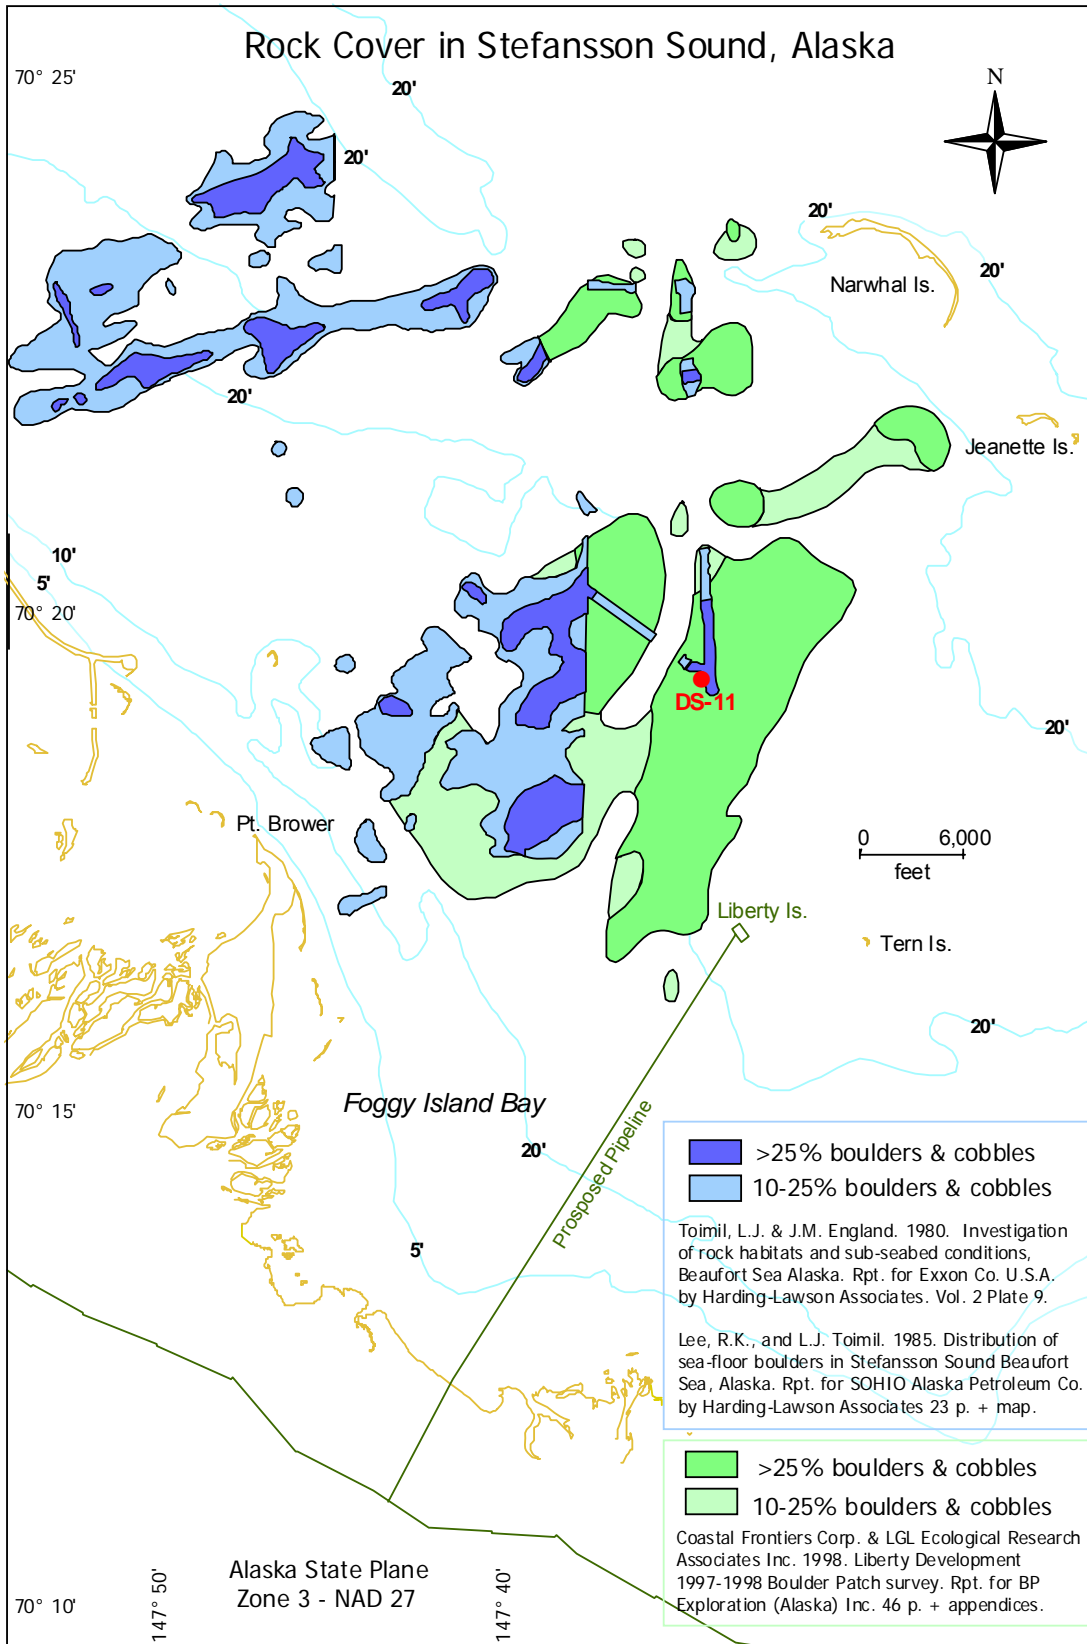 Rock Cover in Stefansson Sound, Alaska
70° 25'
20'
N
20'
20'
20'
Narwhal Is.
20'
Jeanette Is.
10'
5'
70° 20'
DS-11
20'
Pt. Brower
0 6,000
feet
Liberty Is.
Tern Is.
20'
Foggy Island Bay
70° 15'
20'
Prosposed Pipeline
5'
>25% boulders & cobbles
10-25% boulders & cobbles
Toimil, L.J. & J.M. England. 1980. Investigation
of rock habitats and sub-seabed conditions,
Beaufort Sea Alaska. Rpt. for Exxon Co. U.S.A.
by Harding-Lawson Associates. Vol. 2 Plate 9.
Lee, R.K., and L.J. Toimil. 1985. Distribution of
sea-floor boulders in Stefansson Sound Beaufort
Sea, Alaska. Rpt. for SOHIO Alaska Petroleum Co.
by Harding-Lawson Associates 23 p. + map.
>25% boulders & cobbles
10-25% boulders & cobbles
Coastal Frontiers Corp. & LGL Ecological Research
Associates Inc. 1998. Liberty Development
1997-1998 Boulder Patch survey. Rpt. for BP
Exploration (Alaska) Inc. 46 p. + appendices.
Alaska State Plane
Zone 3 - NAD 27
70° 10'
147° 50'
147° 40'